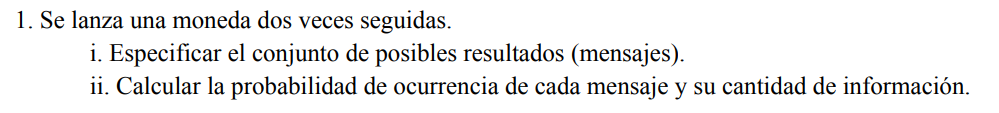 1. Se lanza una moneda dos veces seguidas.
i. Especificar el conjunto de posibles resultados (mensajes).
ii. Calcular la probabilidad de ocurrencia de cada mensaje y su cantidad de información.